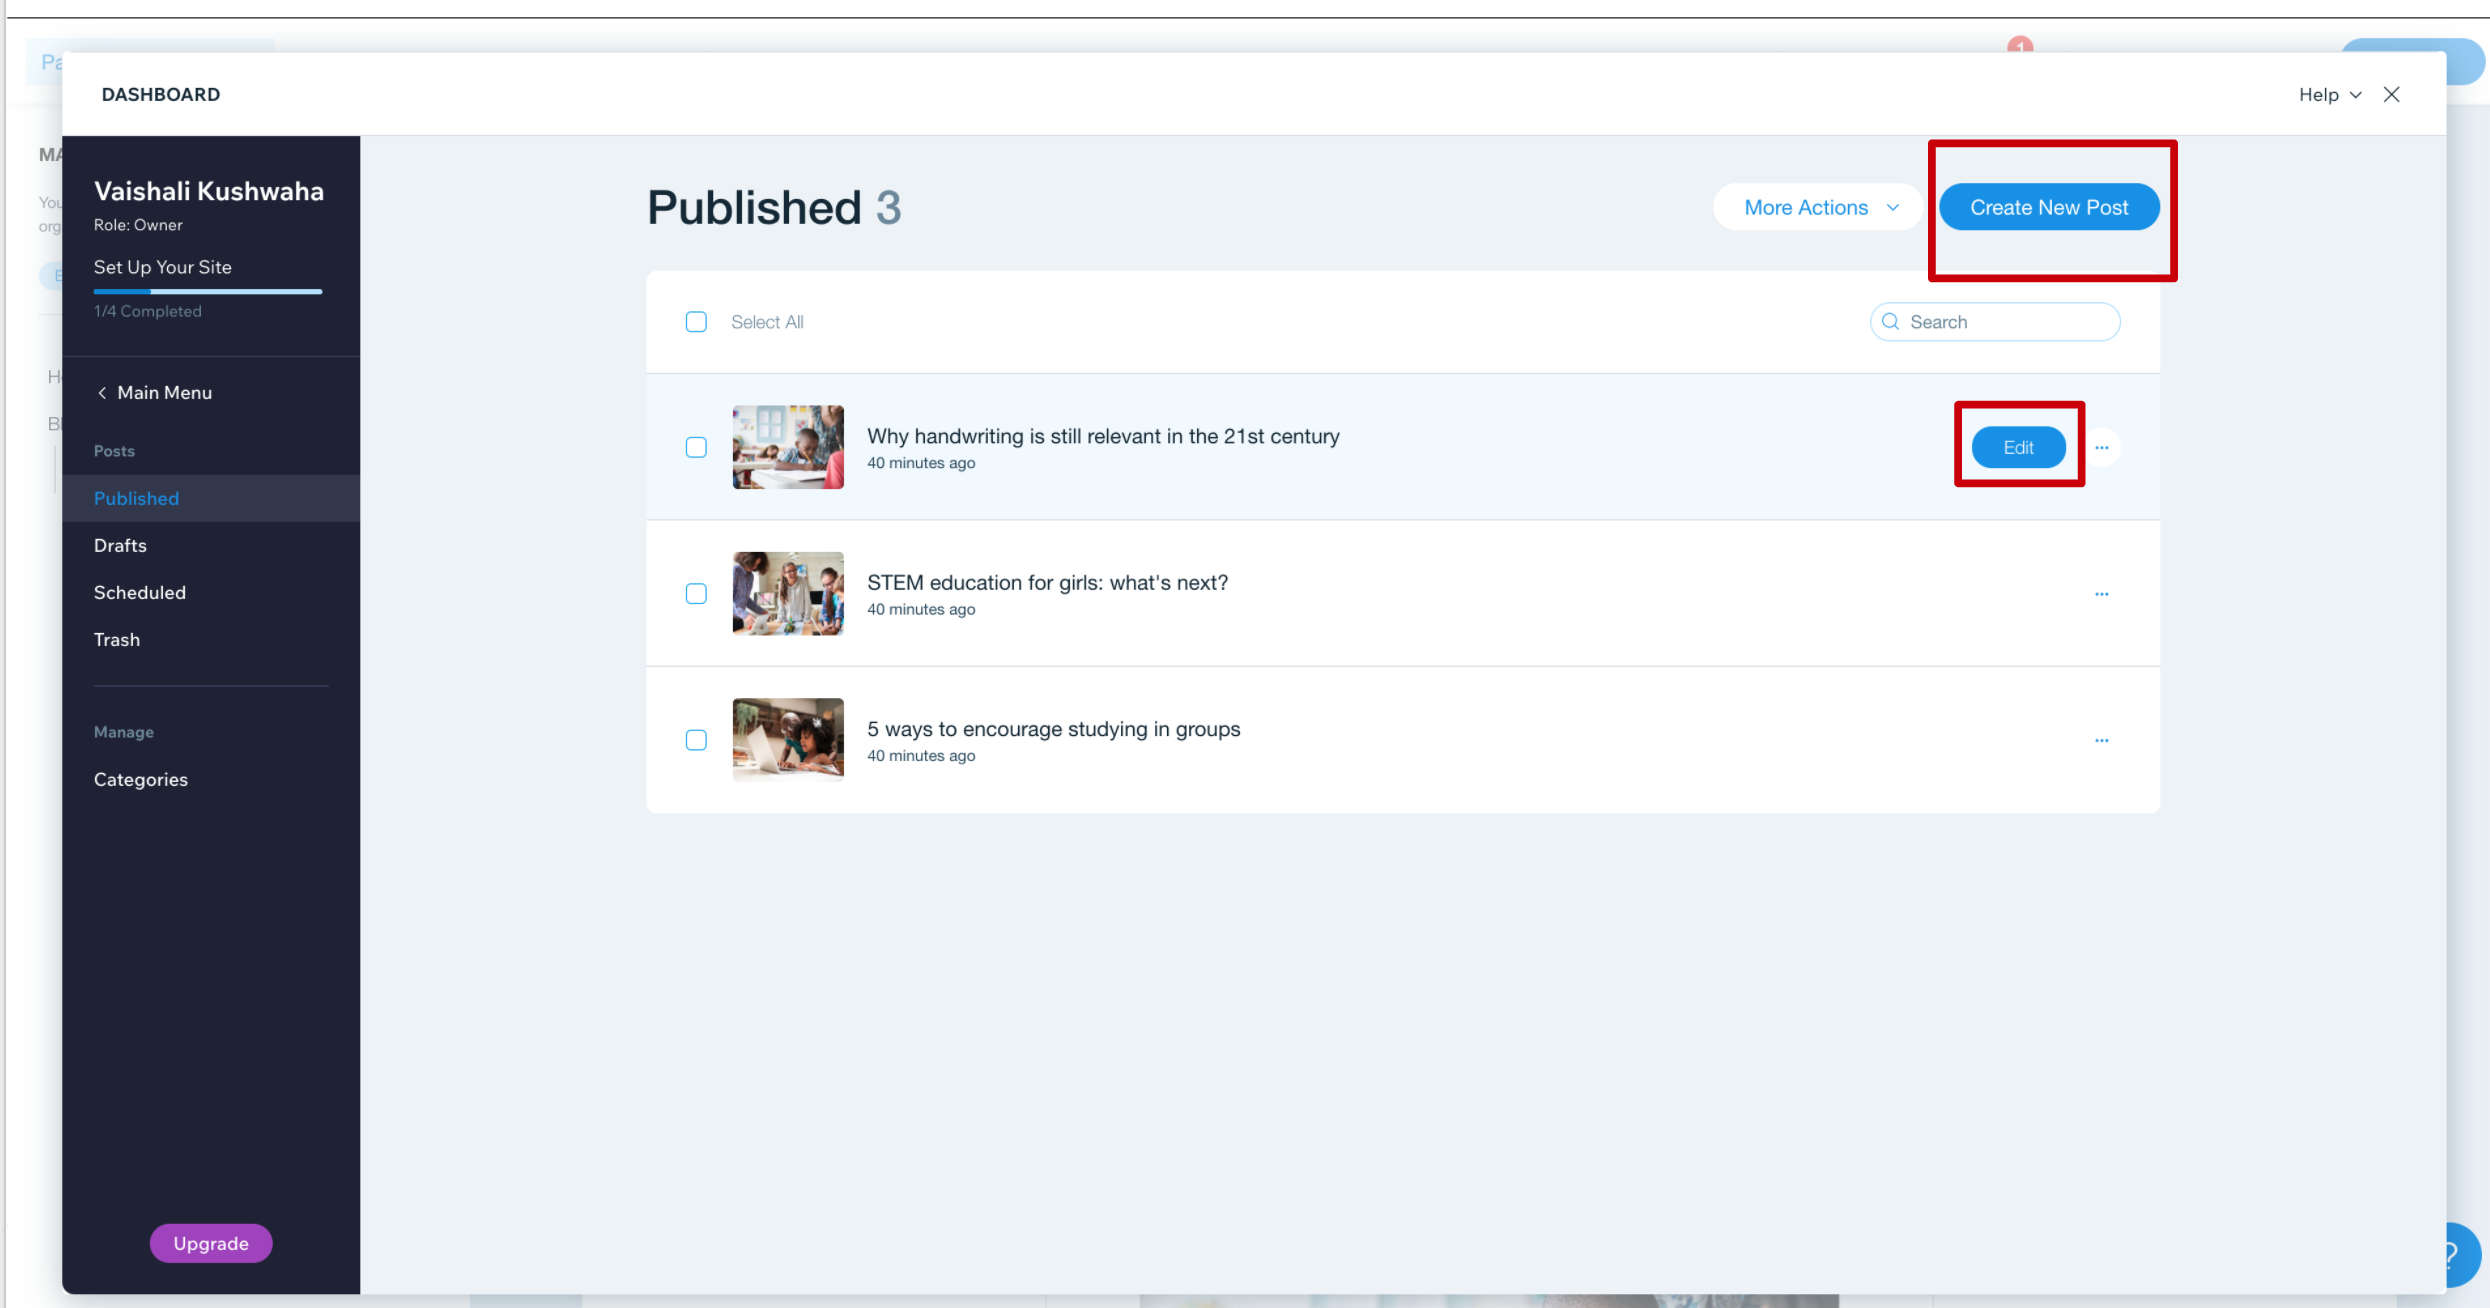 1
Pa
DASHBOARD
Help
MA
Vaishali Kushwaha
Role: Owner
Set Up Your Site
1/4 Completed
Main Menu
Posts
Published
Drafts
Scheduled
Trash
Manage
Categories
Upgrade
Published 3
More Actions
Create New Post
Select All
Search
Why handwriting is still relevant in the 21st century
40 minutes ago
Edit
...
STEM education for girls: what's next?
40 minutes ago
...
5 ways to encourage studying in groups
40 minutes ago
...
?